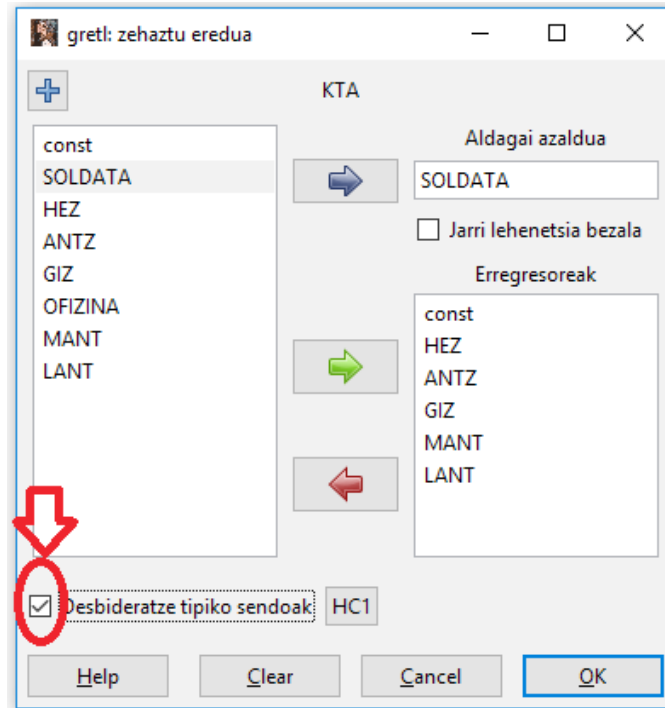 gretl: zehaztu eredua
KTA
const
SOLDATA
HEZ
ANTZ
GIZ
OFIZINA
MANT
LANT
Aldagai azaldua
SOLDATA
Jarri lehenetsia bezala
Erregresoreak
const
HEZ
ANTZ
GIZ
MANT
LANT
Desbideratze tipiko sendoak
HC1
Help
Clear
Cancel
OK